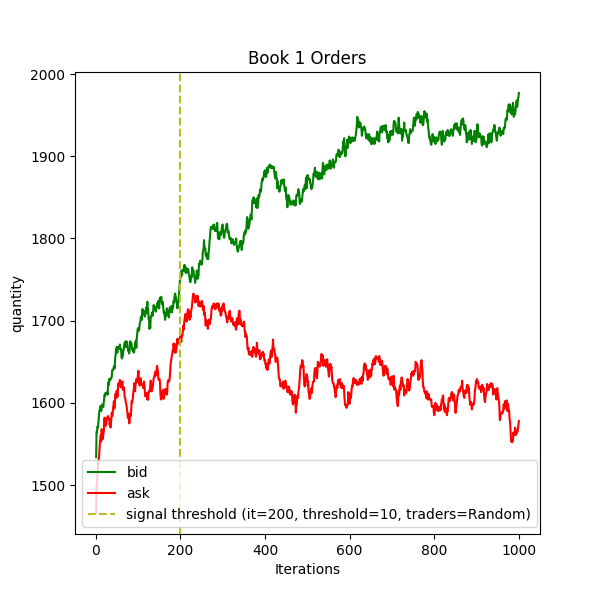 Book 1 Orders
2000
1900
1800
1700
1600
1500
quantity
bid
ask
signal threshold (it=200, threshold=10, traders=Random)
0 200 400 600 800 1000
Iterations